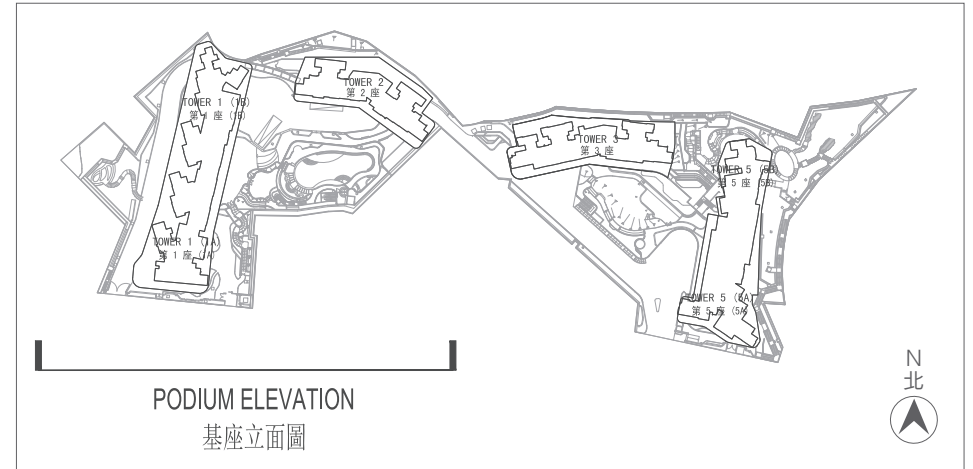 TOWER 1 (1B)
第 1 座 (1B)
TOWER 2
第 2 座
TOWER 3
第 3 座
TOWER 5 (5B)
第 5 座 (5B)
TOWER 1 (1A)
第 1 座 (1A)
TOWER 5 (5A)
第 5 座 (5A)
PODIUM ELEVATION
基座立面圖
N
北